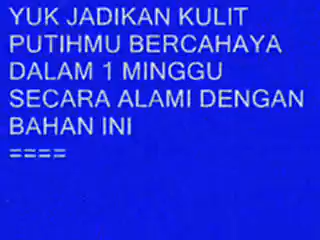 YUK JADIKAN KULIT
PUTIHMU BERCAHAYA
DALAM 1 MINGGU
SECARA ALAMI DENGAN
BAHAN INI
====